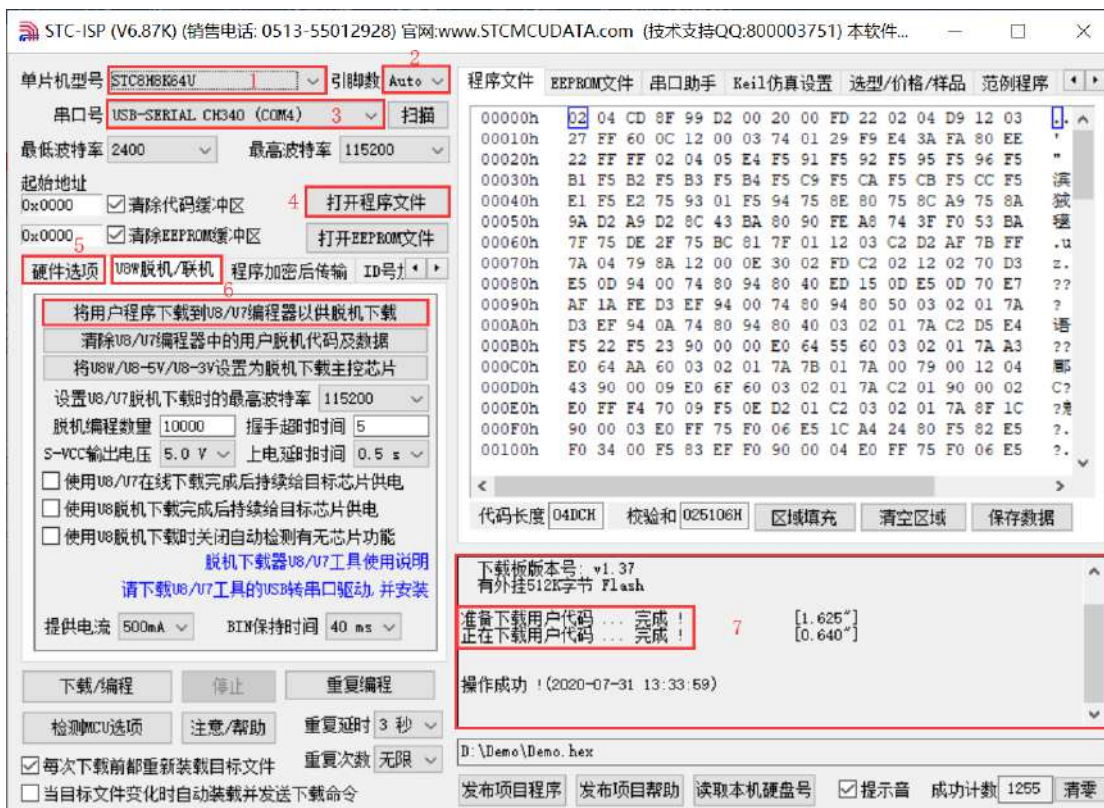 STC-ISP (V6.87K) (销售电话: 0513-55012928) 官网:www.STCMCUDATA.com (技术支持QQ:800003751) 本软件...
单片机型号 STC8H8K64U 1 引脚数 Auto 2
串口号 USB-SERIAL CH340 (COM4) 3 扫描
最低波特率 2400 最高波特率 115200
起始地址
0x0000 清除代码缓冲区 4 打开程序文件
0x0000 清除EEPROM缓冲区 打开EEPROM文件
5
硬件选项 U8W脱机/联机 程序加密后传输 ID号
6
将用户程序下载到U8/U7编程器以供脱机下载
清除U8/U7编程器中的用户脱机代码及数据
将U8W/U8-5V/U8-3V设置为脱机下载主控芯片
设置U8/U7脱机下载时的最高波特率 115200
脱机编程数量 10000 握手超时时间 5
S-VCC输出电压 5.0 V 上电延时时间 0.5 s
使用U8/U7在线下载完成后持续给目标芯片供电
使用U8脱机下载完成后持续给目标芯片供电
使用U8脱机下载时关闭自动检测有无芯片功能
脱机下载器U8/U7工具使用说明
请下载U8/U7工具的USB转串口驱动,并安装
提供电流 500mA BIN保持时间 40 ms
下载/编程 停止 重复编程
检测MCU选项 注意/帮助 重复延时 3 秒
重复次数 无限
每次下载前都重新装载目标文件
当目标文件变化时自动装载并发送下载命令
程序文件 EEPROM文件 串口助手 Keil仿真设置 选型/价格/样品 范例程序
00000h 02 04 CD 8F 99 D2 00 20 00 FD 22 02 04 D9 12 03 ..
00010h 27 FF 60 0C 12 00 03 74 01 29 F9 E4 3A FA 80 EE '
00020h 22 FF FF 02 04 05 E4 F5 91 F5 92 F5 95 F5 96 F5 "
00030h B1 F5 B2 F5 B3 F5 B4 F5 C9 F5 CA F5 CB F5 CC F5 滨
00040h E1 F5 E2 75 93 01 F5 94 75 8E 80 75 8C A9 75 8A
00050h 9A D2 A9 D2 8C 43 BA 80 90 FE A8 74 3F F0 53 BA
00060h 7F 75 DE 2F 75 BC 81 7F 01 12 03 C2 D2 AF 7B FF .u
00070h 7A 04 79 8A 12 00 0E 30 02 FD C2 02 12 02 70 D3 z.
00080h E5 0D 94 00 74 80 94 80 40 ED 15 0D E5 0D 70 E7 ??
00090h AF 1A FE D3 EF 94 00 74 80 94 80 50 03 02 01 7A ?
000A0h D3 EF 94 0A 74 80 94 80 40 03 02 01 7A C2 D5 E4 语
000B0h F5 22 F5 23 90 00 00 E0 64 55 60 03 02 01 7A A3 ??
000C0h E0 64 AA 60 03 02 01 7A 7B 01 7A 00 79 00 12 04
000D0h 43 90 00 09 E0 6F 60 03 02 01 7A C2 01 90 00 02 C?
000E0h E0 FF F4 70 09 F5 0E D2 01 C2 03 02 01 7A 8F 1C ?
000F0h 90 00 03 E0 FF 75 F0 06 E5 1C A4 24 80 F5 82 E5 ?.
00100h F0 34 00 F5 83 EF F0 90 00 04 E0 FF 75 F0 06 E5 ?.
代码长度 04DCH 校验和 025106H 区域填充 清空区域 保存数据
下载板版本号: v1.37
有外挂512K字节 Flash
准备下载用户代码 ... 完成 ! [1.625"]
正在下载用户代码 ... 完成 ! [0.640"]
7
操作成功 !(2020-07-31 13:33:59)
D:\Demo\Demo.hex
发布项目程序 发布项目帮助 读取本机硬盘号 提示音 成功计数 1255 清零